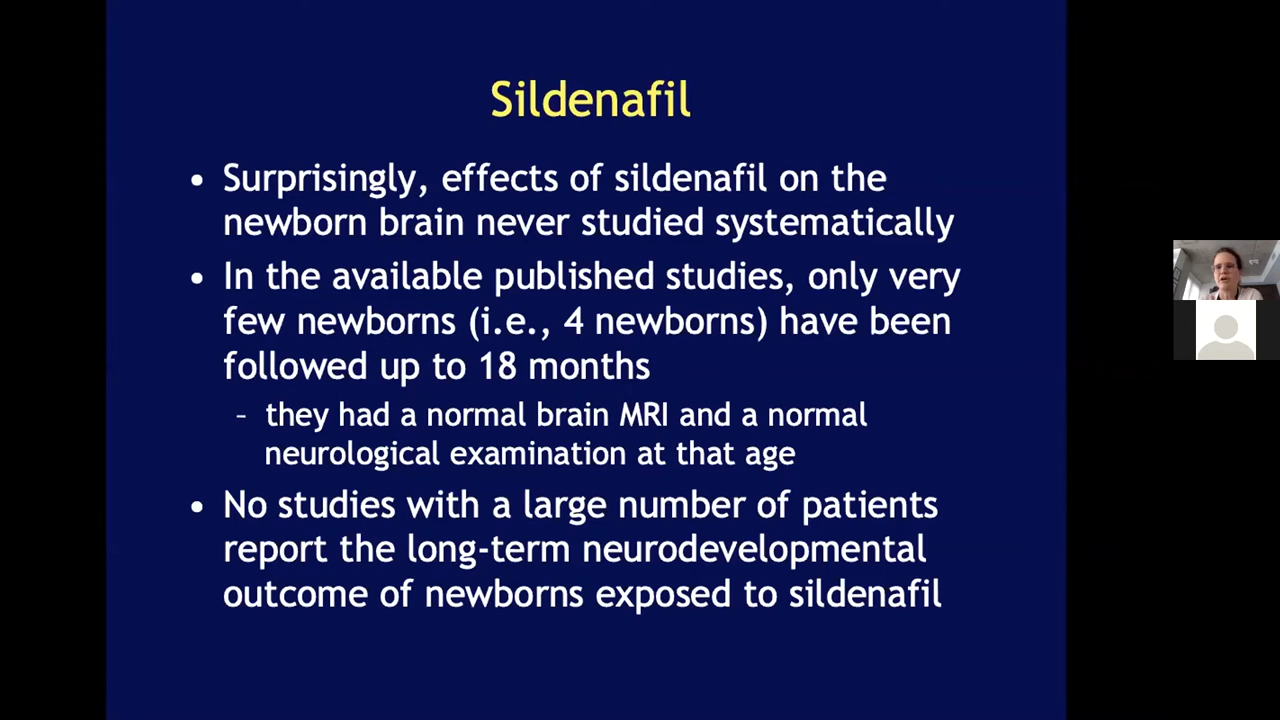 Sildenafil
• Surprisingly, effects of sildenafil on the
newborn brain never studied systematically
• In the available published studies, only very
few newborns (i.e., 4 newborns) have been
followed up to 18 months
– they had a normal brain MRI and a normal
neurological examination at that age
• No studies with a large number of patients
report the long-term neurodevelopmental
outcome of newborns exposed to sildenafil